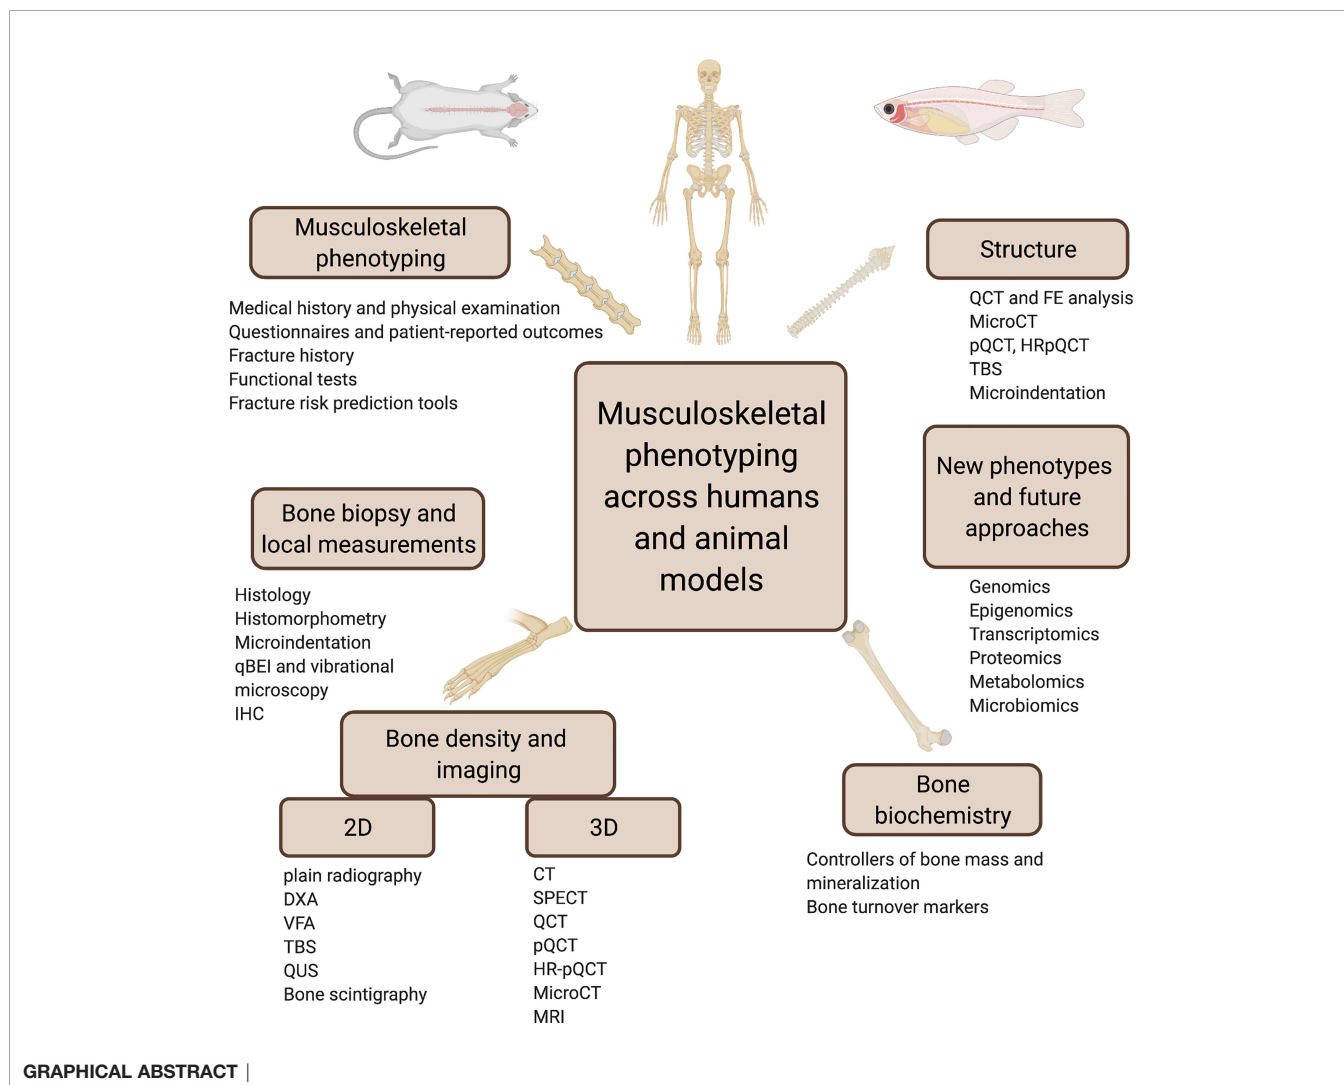 Musculoskeletal
phenotyping
Medical history and physical examination
Questionnaires and patient-reported outcomes
Fracture history
Functional tests
Fracture risk prediction tools
Structure
QCT and FE analysis
MicroCT
pQCT, HRpQCT
TBS
Microindentation
Musculoskeletal
phenotyping
across humans
and animal
models
New phenotypes
and future
approaches
Genomics
Epigenomics
Transcriptomics
Proteomics
Metabolomics
Microbiomics
Bone biopsy and
local measurements
Histology
Histomorphometry
Microindentation
qBEI and vibrational
microscopy
IHC
Bone density and
imaging
2D
plain radiography
DXA
VFA
TBS
QUS
Bone scintigraphy
3D
CT
SPECT
QCT
pQCT
HR-pQCT
MicroCT
MRI
Bone
biochemistry
Controllers of bone mass and
mineralization
Bone turnover markers
GRAPHICAL ABSTRACT |